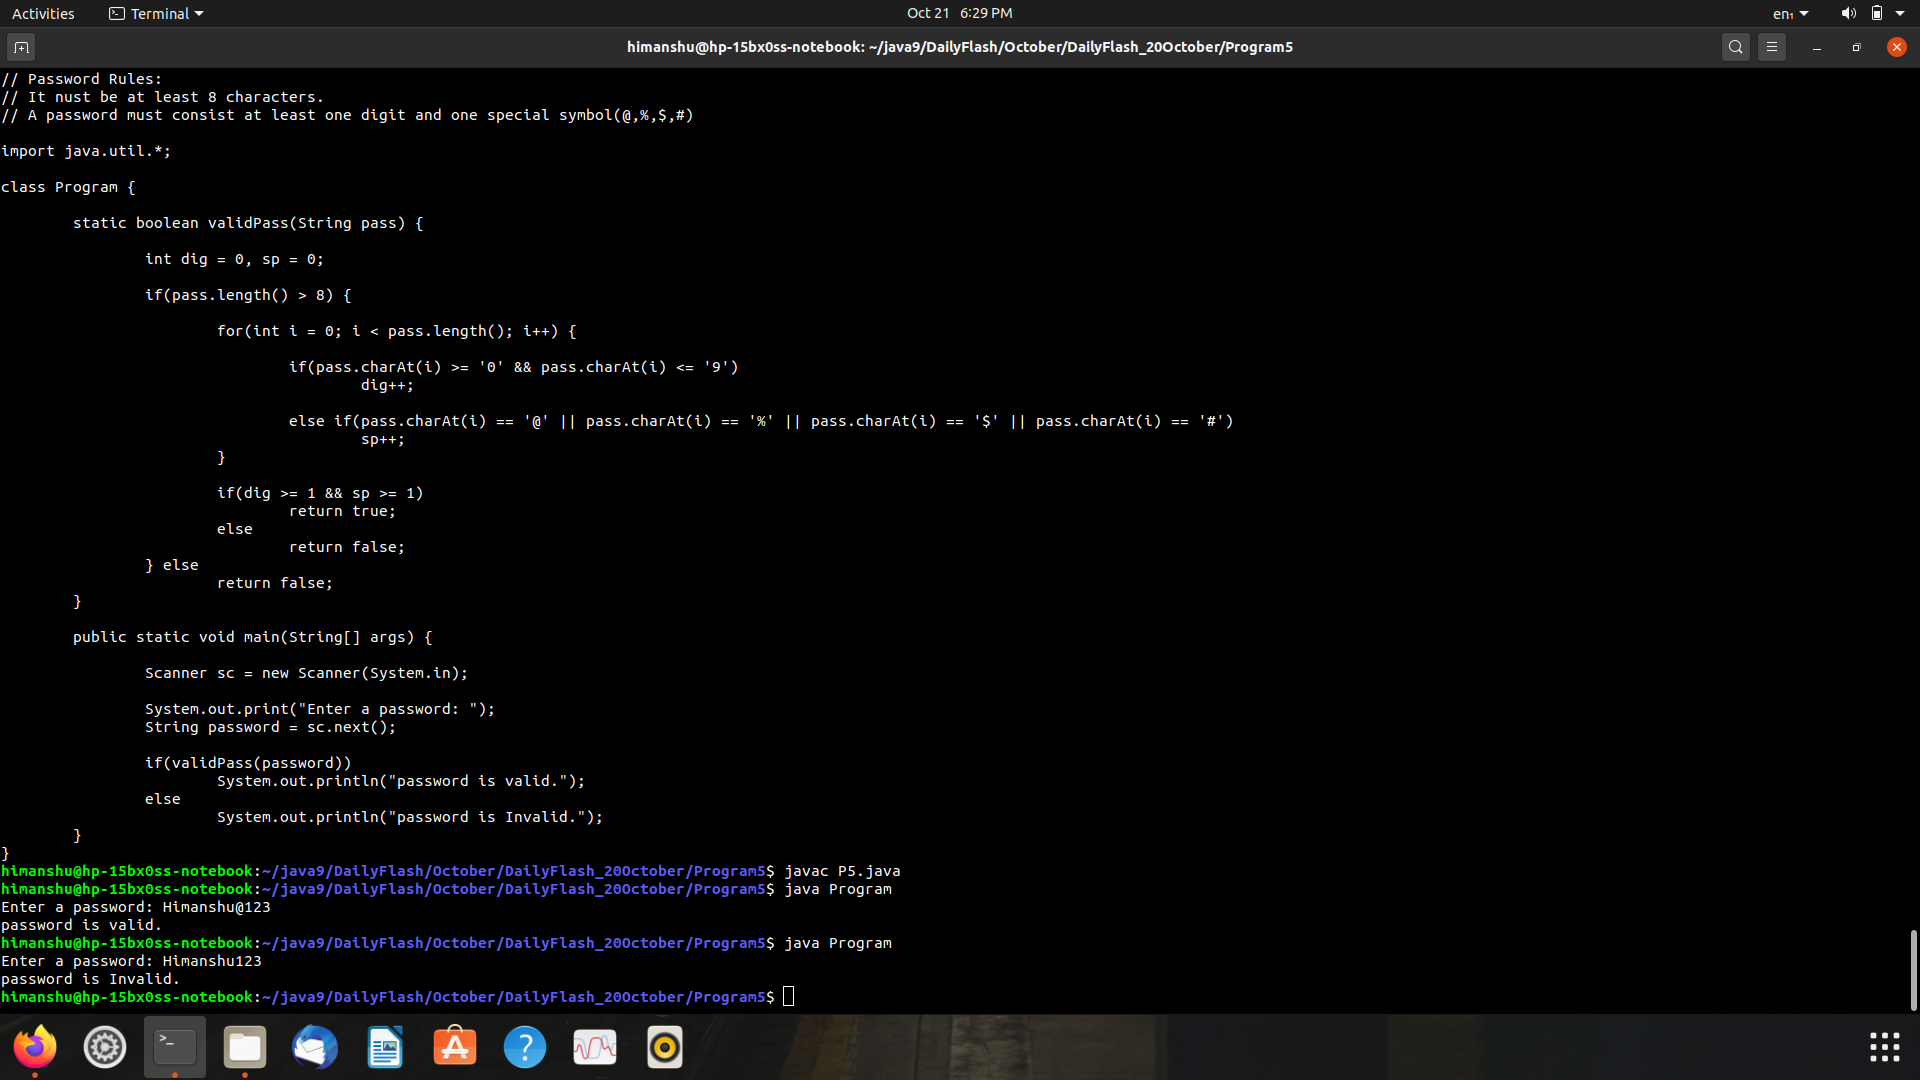 Activities
Terminal
Oct 21 6:29 PM
en₁
himanshu@hp-15bx0ss-notebook: ~/java9/DailyFlash/October/DailyFlash_20October/Program5
// Password Rules:
// It nust be at least 8 characters.
// A password must consist at least one digit and one special symbol(@,%,$,#)
import java.util.*;
class Program {
static boolean validPass(String pass) {
int dig = 0, sp = 0;
if(pass.length() > 8) {
for(int i = 0; i < pass.length(); i++) {
if(pass.charAt(i) >= '0' && pass.charAt(i) <= '9')
dig++;
else if(pass.charAt(i) == '@' || pass.charAt(i) == '%' || pass.charAt(i) == '$' || pass.charAt(i) == '#')
sp++;
}
if(dig >= 1 && sp >= 1)
return true;
else
return false;
} else
return false;
}
public static void main(String[] args) {
Scanner sc = new Scanner(System.in);
System.out.print("Enter a password: ");
String password = sc.next();
if(validPass(password))
System.out.println("password is valid.");
else
System.out.println("password is Invalid.");
}
}
himanshu@hp-15bx0ss-notebook:~/java9/DailyFlash/October/DailyFlash_20October/Program5$ javac P5.java
himanshu@hp-15bx0ss-notebook:~/java9/DailyFlash/October/DailyFlash_20October/Program5$ java Program
Enter a password: Himanshu@123
password is valid.
himanshu@hp-15bx0ss-notebook:~/java9/DailyFlash/October/DailyFlash_20October/Program5$ java Program
Enter a password: Himanshu123
password is Invalid.
himanshu@hp-15bx0ss-notebook:~/java9/DailyFlash/October/DailyFlash_20October/Program5$